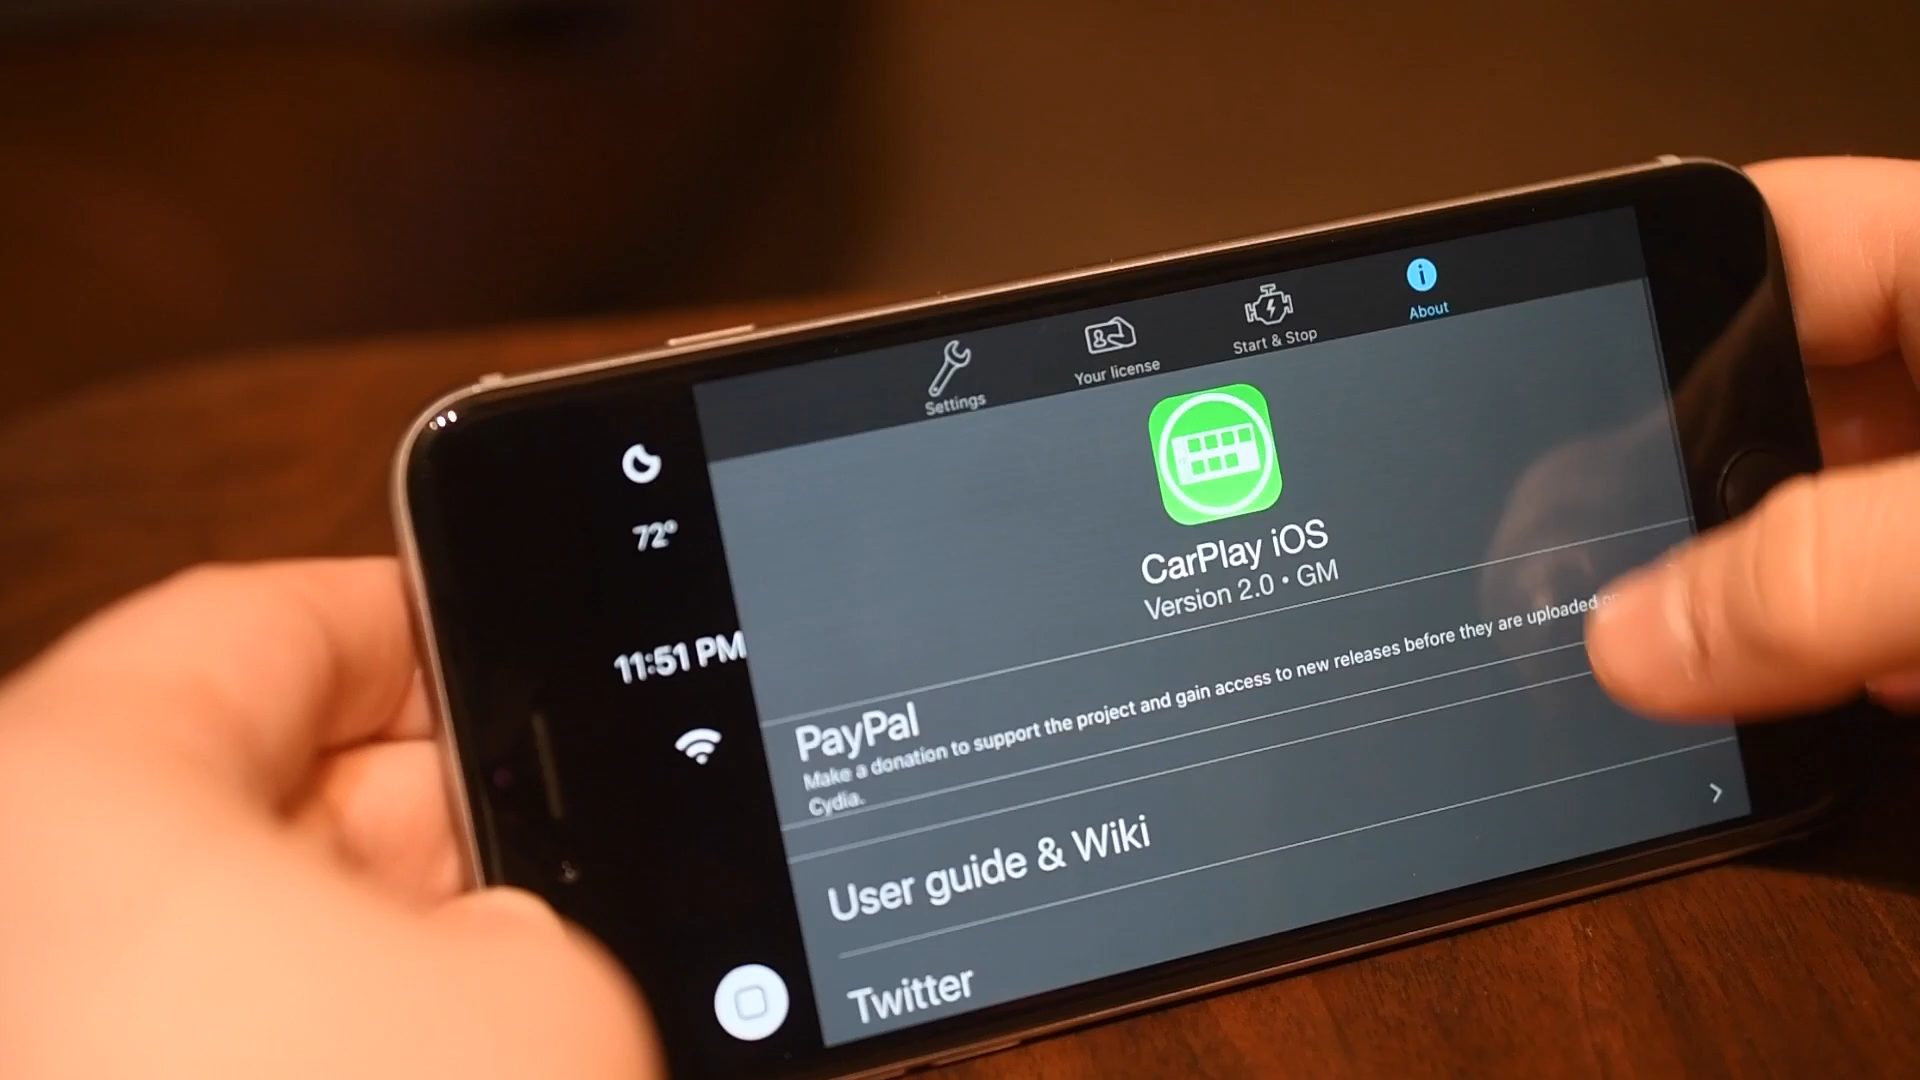 Settings
Your license
Start & Stop
About
72°
11:51 PM
CarPlay iOS
Version 2.0 • GM
PayPal
Make a donation to support the project and gain access to new releases before they are uploaded
Cydia.
User guide & Wiki
Twitter